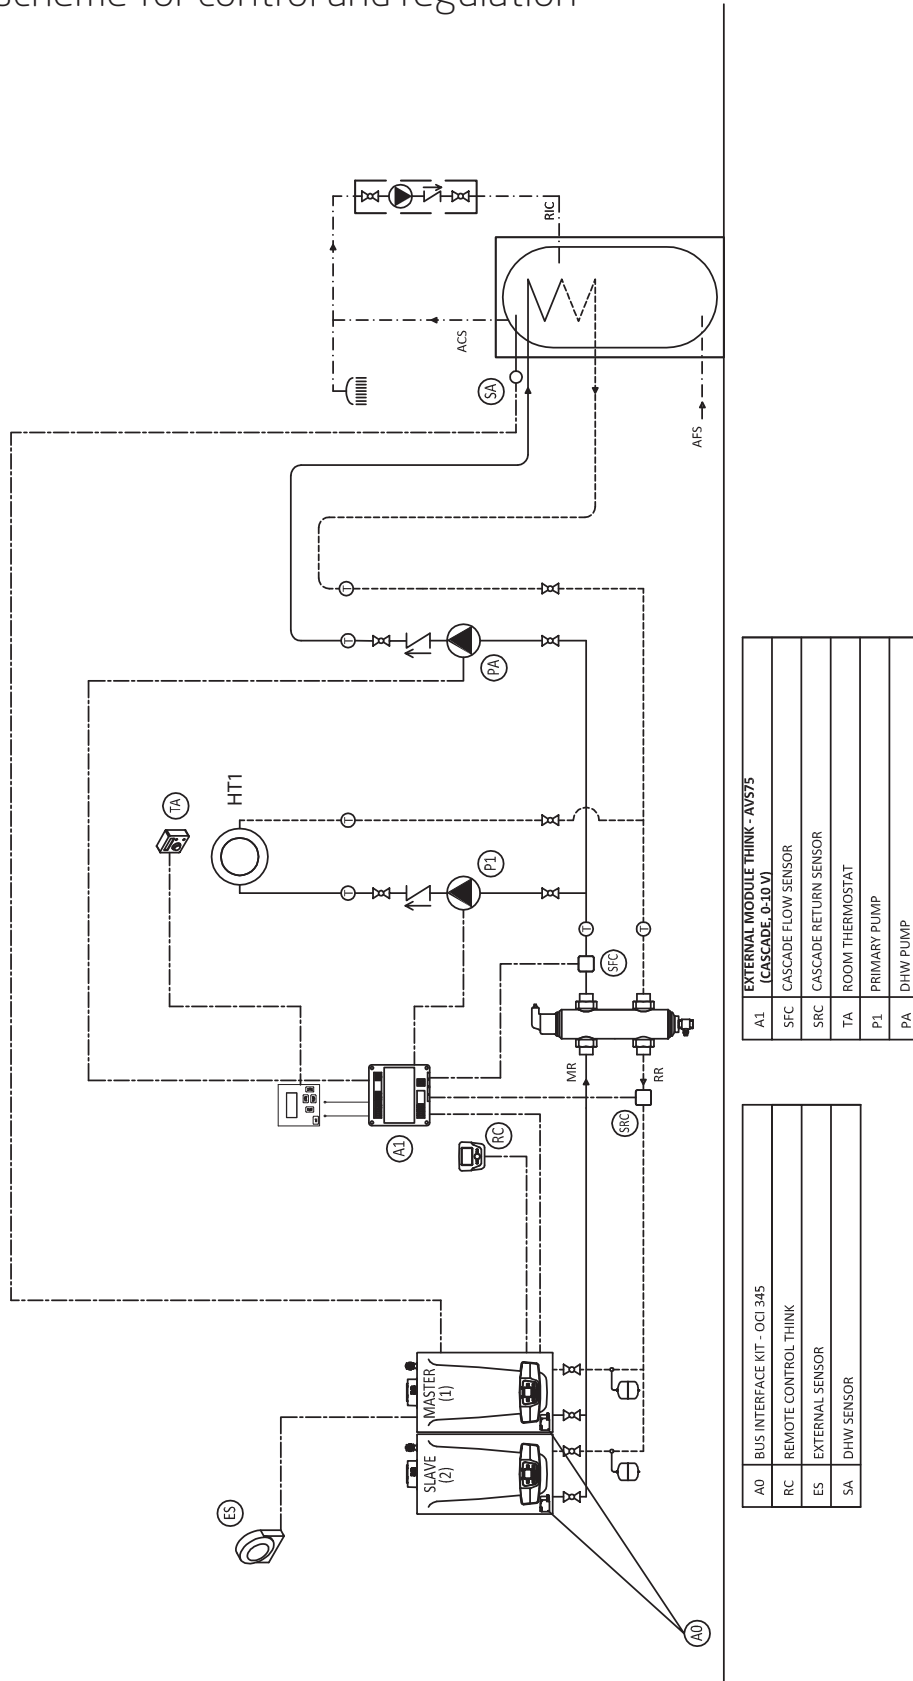 scheme for control and regulation
RIC
ACS
SA
AFS
PA
TA
HT1
P1
T
T
T
T
T
T
SFC
MR
RR
SRC
A1
RC
MASTER
(1)
SLAVE
(2)
ES
A0
A0 BUS INTERFACE KIT - OCI 345
RC REMOTE CONTROL THINK
ES EXTERNAL SENSOR
SA DHW SENSOR
A1 EXTERNAL MODULE THINK - AVS75
(CASCADE, 0-10 V)
SFC CASCADE FLOW SENSOR
SRC CASCADE RETURN SENSOR
TA ROOM THERMOSTAT
P1 PRIMARY PUMP
PA DHW PUMP